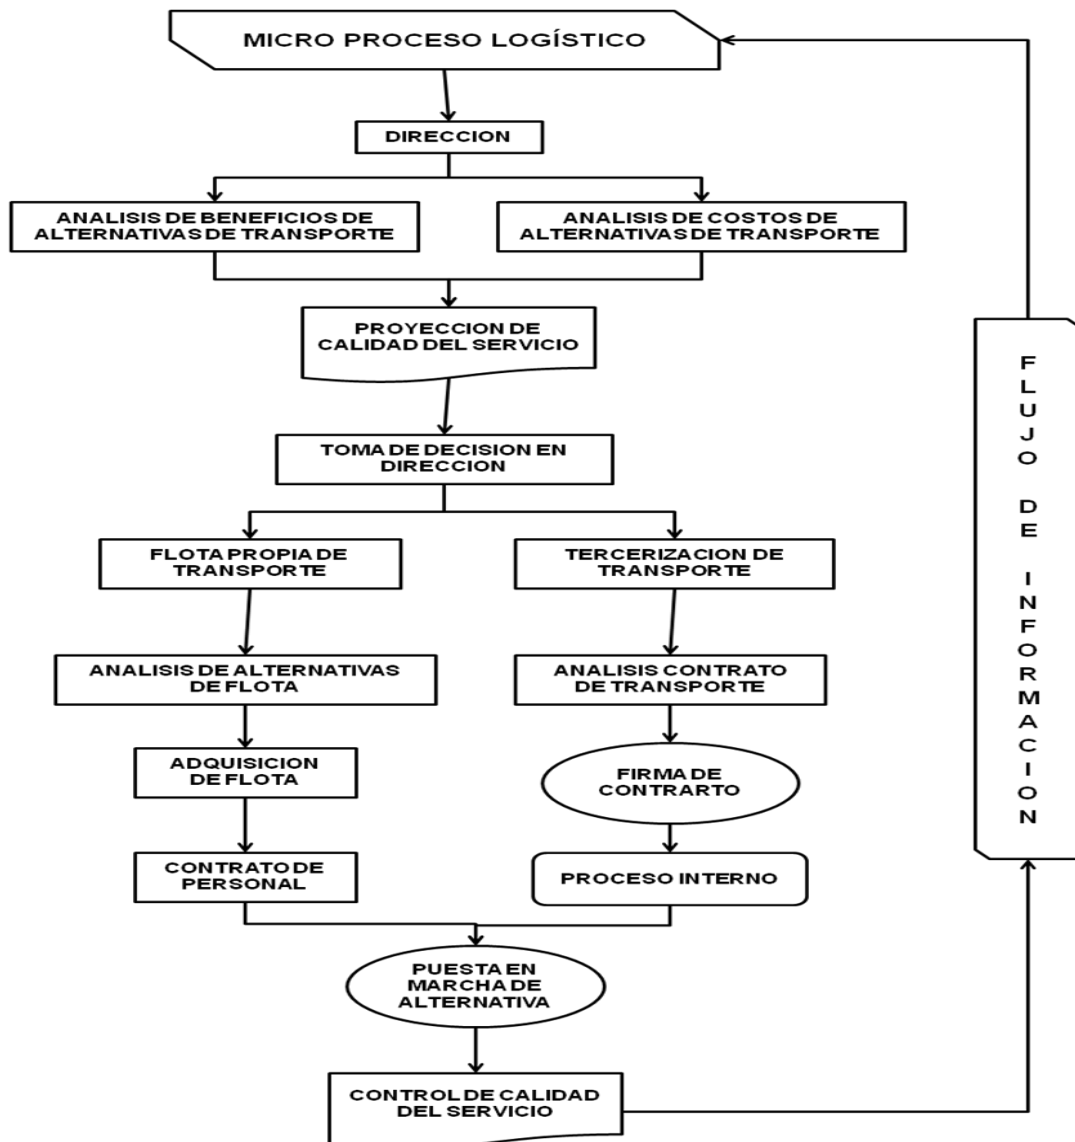 MICRO PROCESO LOGÍSTICO
DIRECCION
ANALISIS DE BENEFICIOS DE
ALTERNATIVAS DE TRANSPORTE
ANALISIS DE COSTOS DE
ALTERNATIVAS DE TRANSPORTE
PROYECCION DE
CALIDAD DEL SERVICIO
TOMA DE DECISION EN
DIRECCION
FLOTA PROPIA DE
TRANSPORTE
TERCERIZACION DE
TRANSPORTE
ANALISIS DE ALTERNATIVAS
DE FLOTA
ANALISIS CONTRATO
DE TRANSPORTE
ADQUISICION
DE FLOTA
FIRMA DE
CONTRARTO
CONTRATO DE
PERSONAL
PROCESO INTERNO
PUESTA EN
MARCHA DE
ALTERNATIVA
CONTROL DE CALIDAD
DEL SERVICIO
FLUJO DE INFORMACION